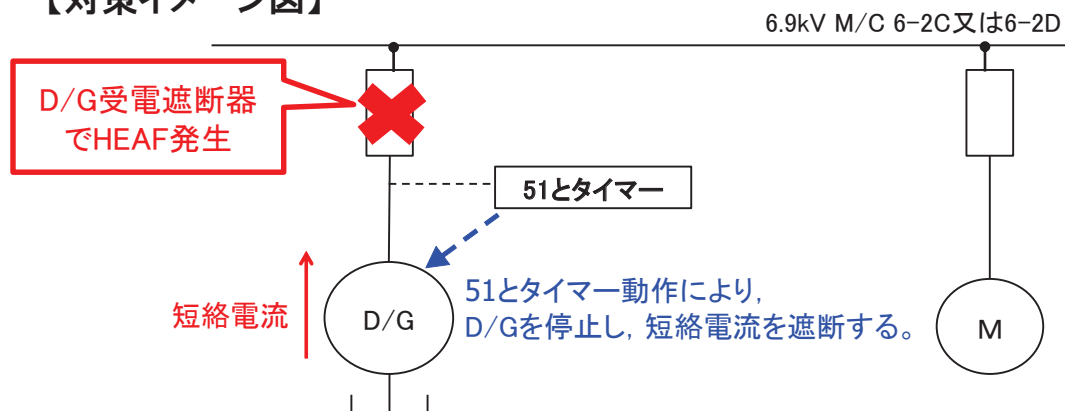 【対策イメージ図】
6.9kV M/C 6-2C又は6-2D
D/G受電遮断器
でHEAF発生
51とタイマー
短絡電流
D/G
51とタイマー動作により,
D/Gを停止し, 短絡電流を遮断する。
M